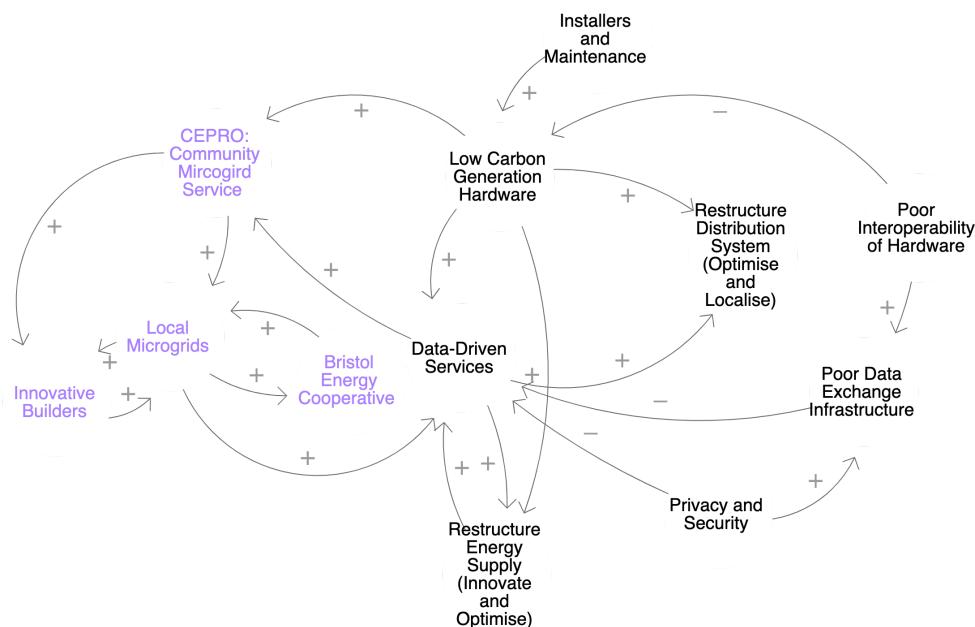 Installers
and
Maintenance
+
+
−
CEPRO:
Community
Mircogird
Service
Low Carbon
Generation
Hardware
+
Restructure
Distribution
System
(Optimise
and
Localise)
Poor
Interoperability
of Hardware
+
+
+
+
+
Local
Microgrids
+
Data-Driven
Services
+
+
+
Bristol
Energy
Cooperative
+
+
Poor Data
Exchange
Infrastructure
Innovative
Builders
+
−
−
+
+
+
+
Privacy and
Security
Restructure
Energy
Supply
(Innovate
and
Optimise)